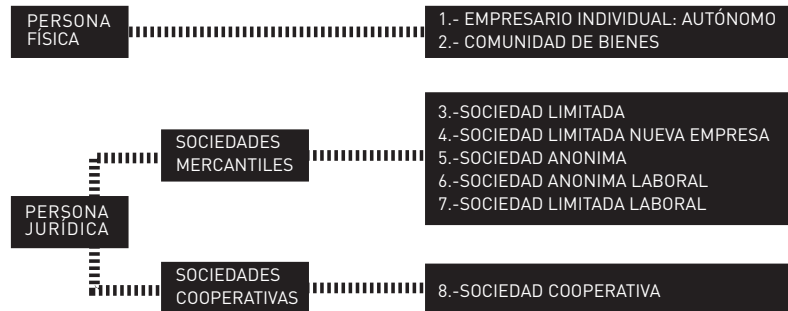 PERSONA
FÍSICA
1.- EMPRESARIO INDIVIDUAL: AUTÓNOMO
2.- COMUNIDAD DE BIENES
PERSONA
JURÍDICA
SOCIEDADES
MERCANTILES
3.-SOCIEDAD LIMITADA
4.-SOCIEDAD LIMITADA NUEVA EMPRESA
5.-SOCIEDAD ANONIMA
6.-SOCIEDAD ANONIMA LABORAL
7.-SOCIEDAD LIMITADA LABORAL
SOCIEDADES
COOPERATIVAS
8.-SOCIEDAD COOPERATIVA